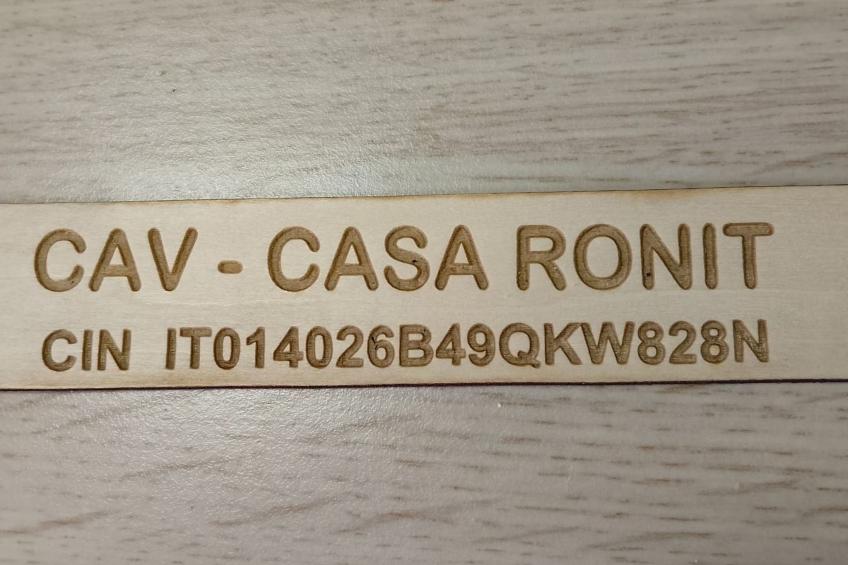 CAV - CASA RONIT
CIN IT014026B49QKW828N